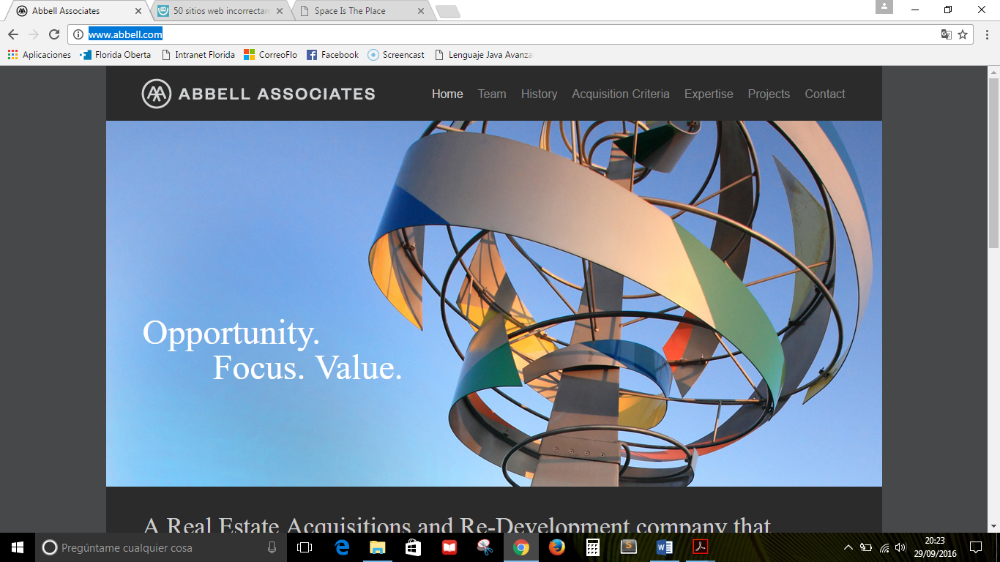 Abbell Associates
50 sitios web incorrectan
Space Is The Place
www.abbell.com
Aplicaciones
Florida Oberta
Intranet Florida
CorreoFlo
Facebook
Screencast
Lenguaje Java Avanza
ABBELL ASSOCIATES
Home Team History Acquisition Criteria Expertise Projects Contact
Opportunity.
Focus. Value.
A Real Estate Acquisitions and Re-Development company that
Pregúntame cualquier cosa
20:23
29/09/2016